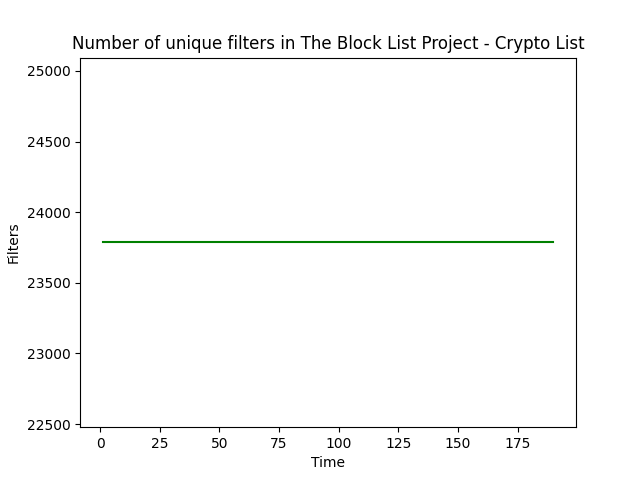 Number of unique filters in The Block List Project - Crypto List
25000
24500
24000
23500
23000
22500
Filters
0 25 50 75 100 125 150 175
Time